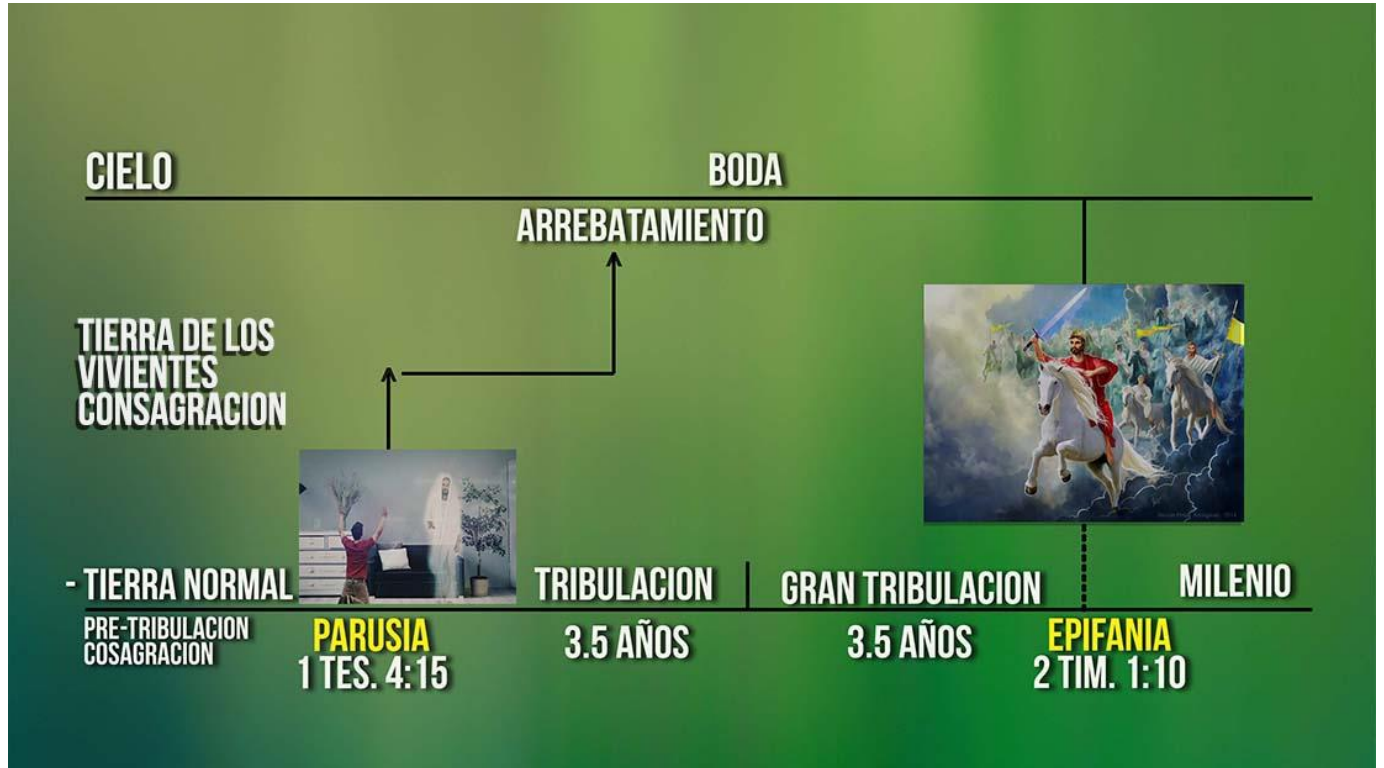 CIELO
BODA
ARREBATAMIENTO
TIERRA DE LOS
VIVIENTES
CONSAGRACION
- TIERRA NORMAL
TRIBULACION
GRAN TRIBULACION
MILENIO
PRE-TRIBULACION
COSAGRACION
PARUSIA
1 TES. 4:15
3.5 AÑOS
3.5 AÑOS
EPIFANIA
2 TIM. 1:10